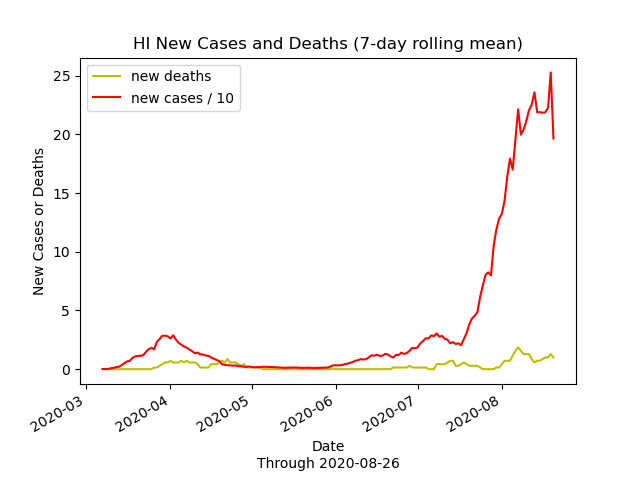 HI New Cases and Deaths (7-day rolling mean)
new deaths
new cases / 10
New Cases or Deaths
25
20
15
10
5
0
2020-03
2020-04
2020-05
2020-06
2020-07
2020-08
Date
Through 2020-08-26